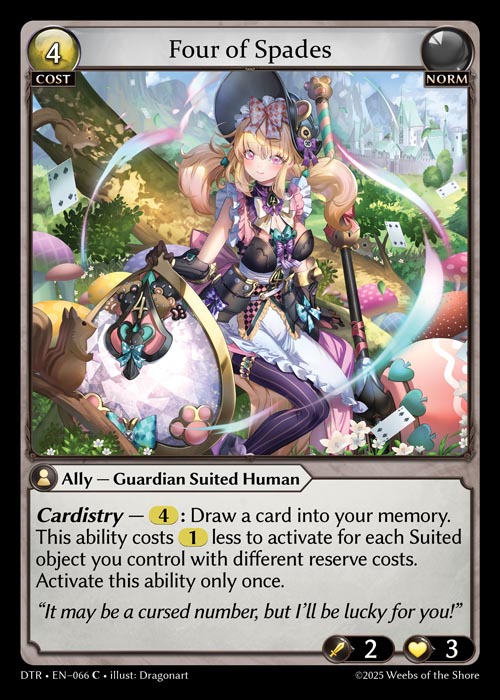 4
Four of Spades
COST
NORM
4
Ally — Guardian Suited Human
Cardistry — 4 : Draw a card into your memory.
This ability costs 1 less to activate for each Suited
object you control with different reserve costs.
Activate this ability only once.
“It may be a cursed number, but I’ll be lucky for you!”
2
3
DTR • EN–066 C • illust: Dragonart
©2025 Weebs of the Shore